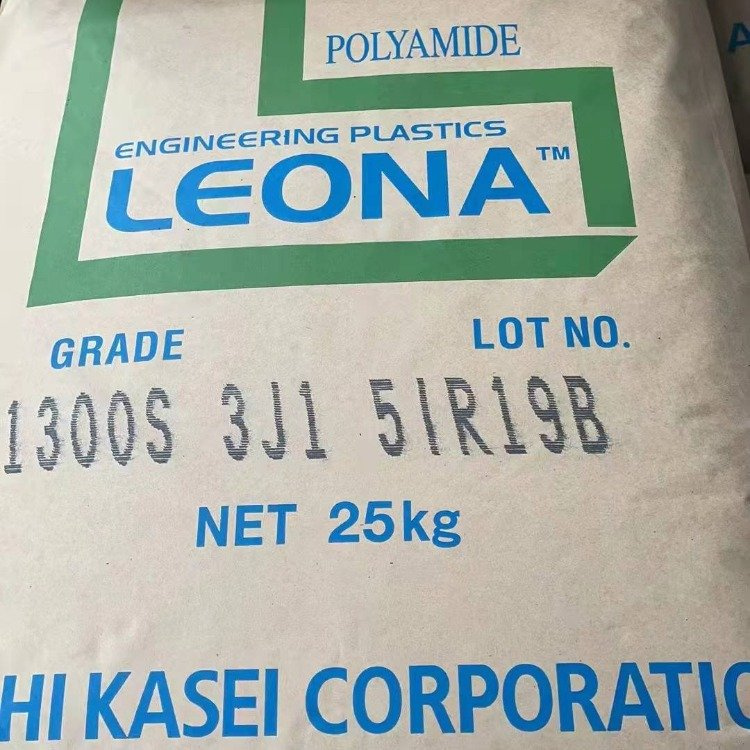 POLYAMIDE
ENGINEERING PLASTICS
LEONA™
GRADE LOT NO.
1300S 3J1 5IR19B
NET 25kg
HI KASEI CORPORATIO